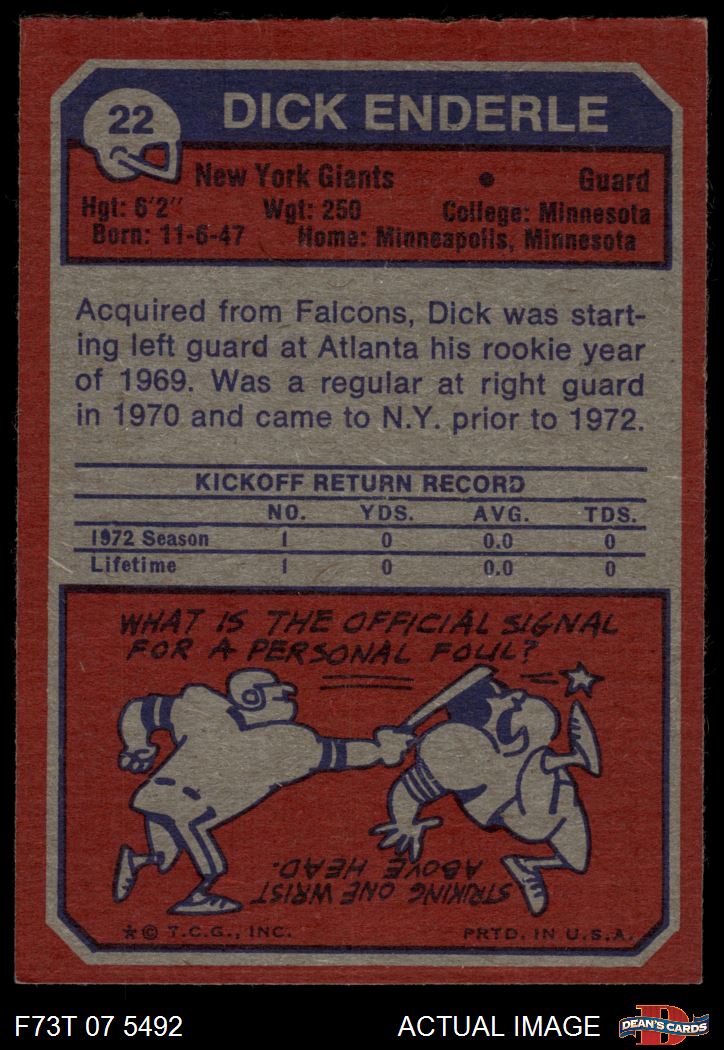 22
DICK ENDERLE
New York Giants • Guard
Hgt: 6'2" Wgt: 250 College: Minnesota
Born: 11-6-47 Home: Minneapolis, Minnesota
Acquired from Falcons, Dick was start-
ing left guard at Atlanta his rookie year
of 1969. Was a regular at right guard
in 1970 and came to N.Y. prior to 1972.
KICKOFF RETURN RECORD
NO. YDS. AVG. TDS.
1972 Season 1 0 0.0 0
Lifetime 1 0 0.0 0
WHAT IS THE OFFICIAL SIGNAL
FOR A PERSONAL FOUL?
STRIKING ONE WRIST
ABOVE HEAD.
★© T.C.G., INC. PRTD. IN U.S.A.
F73T 07 5492 ACTUAL IMAGE
D
DEAN'S CARDS